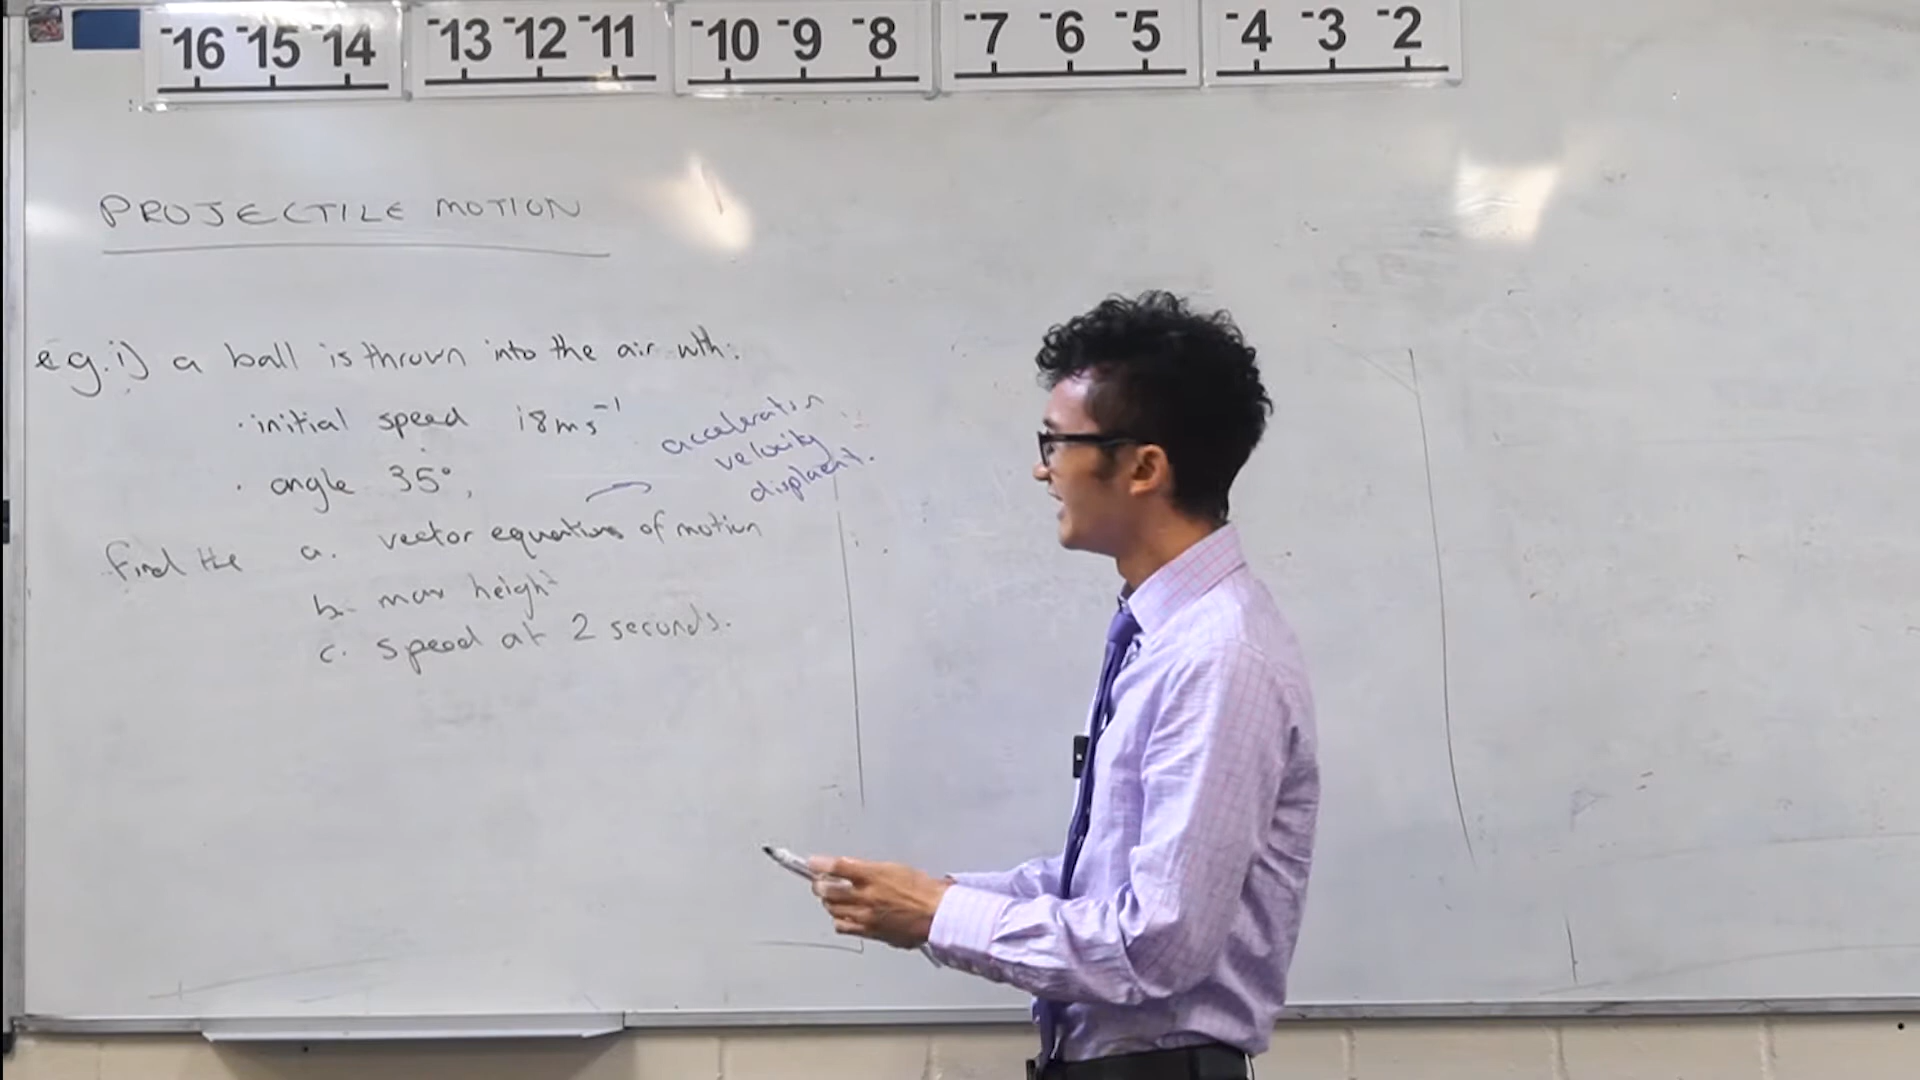 -16 -15 -14 -13 -12 -11 -10 -9 -8 -7 -6 -5 -4 -3 -2
PROJECTILE MOTION
e.g. i) a ball is thrown into the air with:
· initial speed 18ms⁻¹
· angle 35°,
acceleration
velocity
displacent.
find the a. vector equations of motion
b. max height
c. speed at 2 seconds.